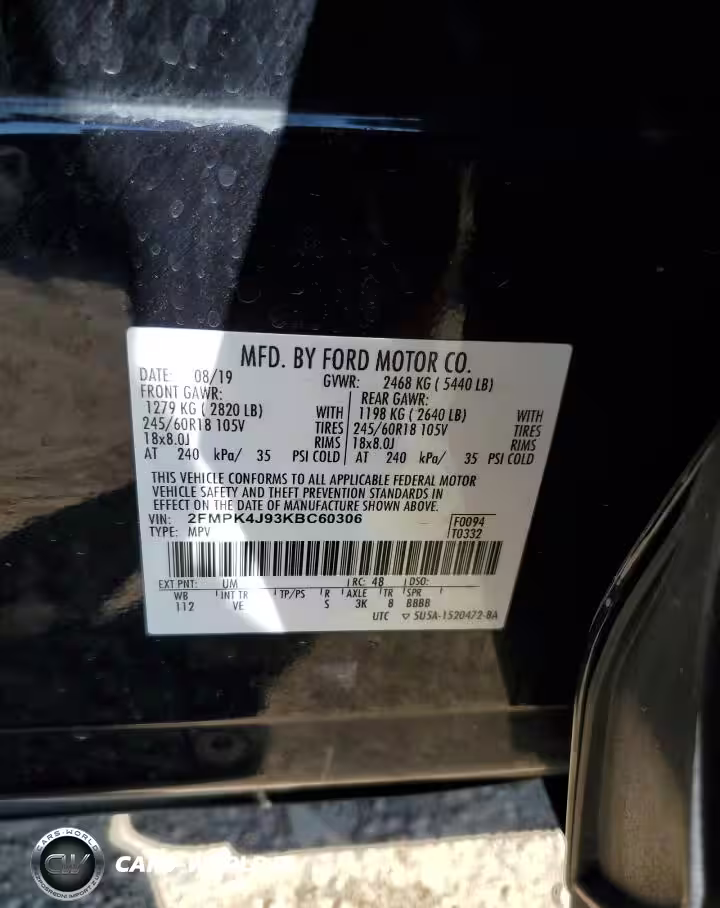 MFD. BY FORD MOTOR CO.
DATE: 08/19 GVWR: 2468 KG ( 5440 LB)
FRONT GAWR: REAR GAWR:
1279 KG ( 2820 LB) WITH 1198 KG ( 2640 LB) WITH
245/60R18 105V TIRES 245/60R18 105V TIRES
18x8.0J RIMS 18x8.0J RIMS
AT 240 kPa/ 35 PSI COLD AT 240 kPa/ 35 PSI COLD
THIS VEHICLE CONFORMS TO ALL APPLICABLE FEDERAL MOTOR
VEHICLE SAFETY AND THEFT PREVENTION STANDARDS IN
EFFECT ON THE DATE OF MANUFACTURE SHOWN ABOVE.
VIN: 2FMPK4J93KBC60306 F0094
TYPE: MPV T0332
EXT PNT: UM RC: 48 DSO:
WB INT TR TP/PS R AXLE TR SPR
112 VE S 3K 8 BBBB
UTC ▽ 5U5A-1520472-BA
CARS-WORLD
CW
CARS-WORLD